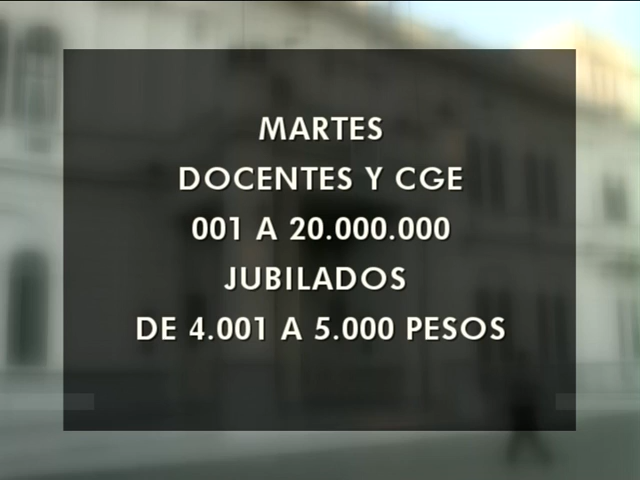 MARTES
DOCENTES Y CGE
001 A 20.000.000
JUBILADOS
DE 4.001 A 5.000 PESOS